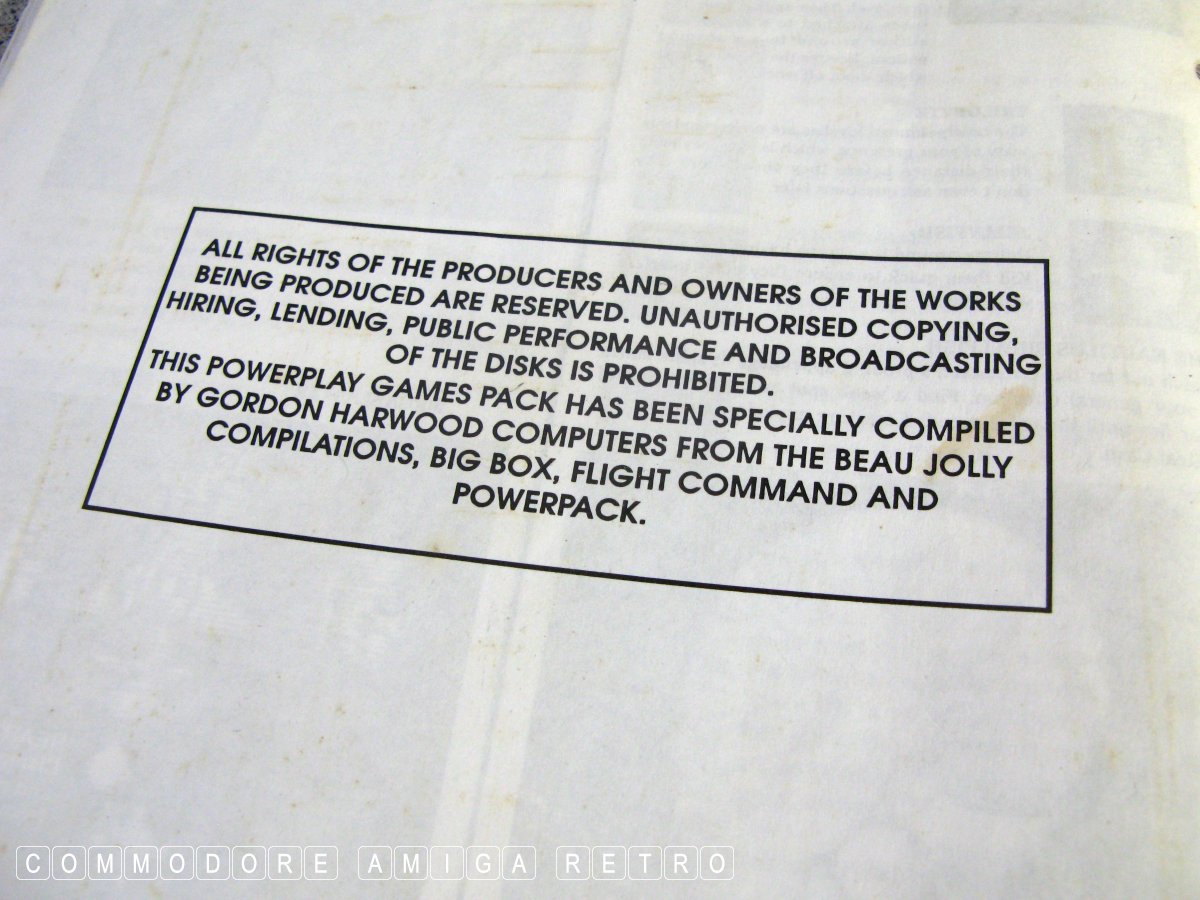 ALL RIGHTS OF THE PRODUCERS AND OWNERS OF THE WORKS
BEING PRODUCED ARE RESERVED. UNAUTHORISED COPYING,
HIRING, LENDING, PUBLIC PERFORMANCE AND BROADCASTING
OF THE DISKS IS PROHIBITED.
THIS POWERPLAY GAMES PACK HAS BEEN SPECIALLY COMPILED
BY GORDON HARWOOD COMPUTERS FROM THE BEAU JOLLY
COMPILATIONS, BIG BOX, FLIGHT COMMAND AND
POWERPACK.
COMMODORE AMIGA RETRO